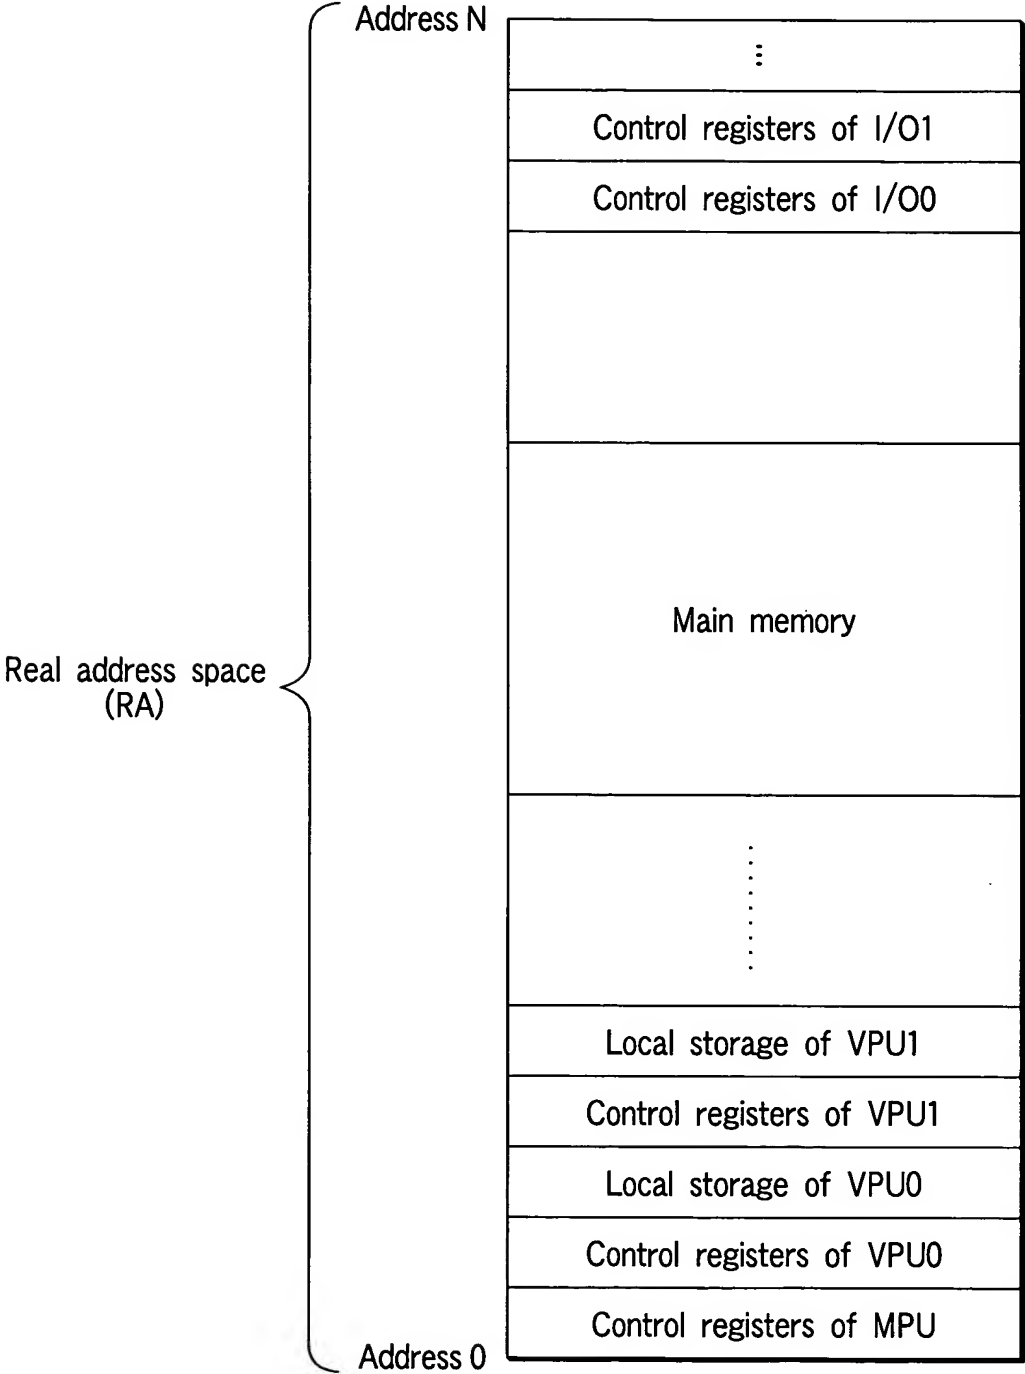 Address N
⋮
Control registers of I/O1
Control registers of I/O0
Main memory
Real address space
(RA)
Local storage of VPU1
Control registers of VPU1
Local storage of VPU0
Control registers of VPU0
Control registers of MPU
Address 0